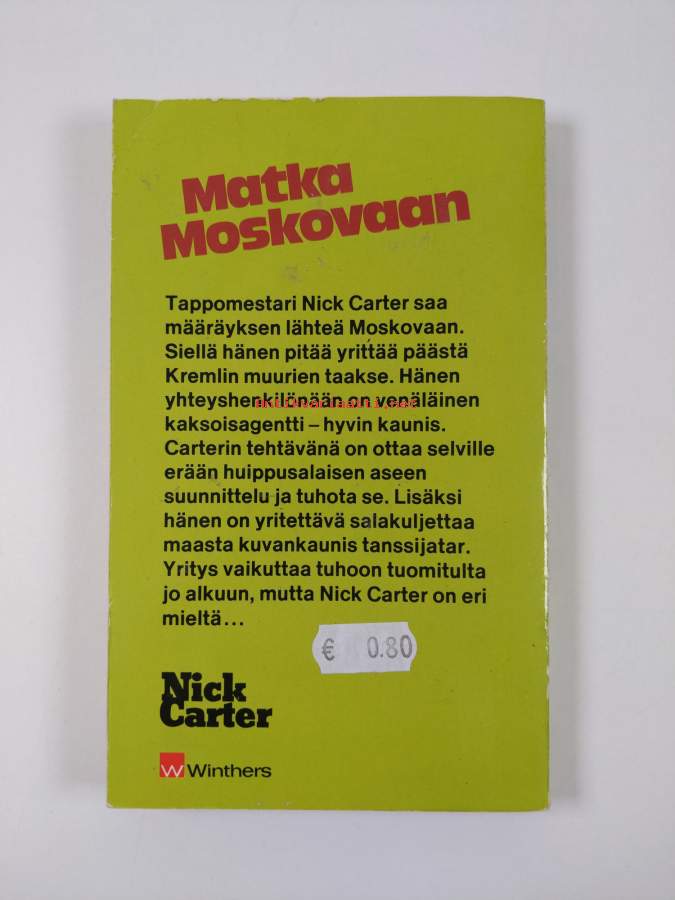 Matka
Moskovaan
Tappomestari Nick Carter saa
määräyksen lähteä Moskovaan.
Siellä hänen pitää yrittää päästä
Kremlin muurien taakse. Hänen
yhteyshenkilönään on venäläinen
Antikvariaatti.net
kaksoisagentti – hyvin kaunis.
Carterin tehtävänä on ottaa selville
erään huippusalaisen aseen
suunnittelu ja tuhota se. Lisäksi
hänen on yritettävä salakuljettaa
maasta kuvankaunis tanssijatar.
Yritys vaikuttaa tuhoon tuomitulta
jo alkuun, mutta Nick Carter on eri
mieltä...
€ 0.80
Nick
Carter
W Winthers